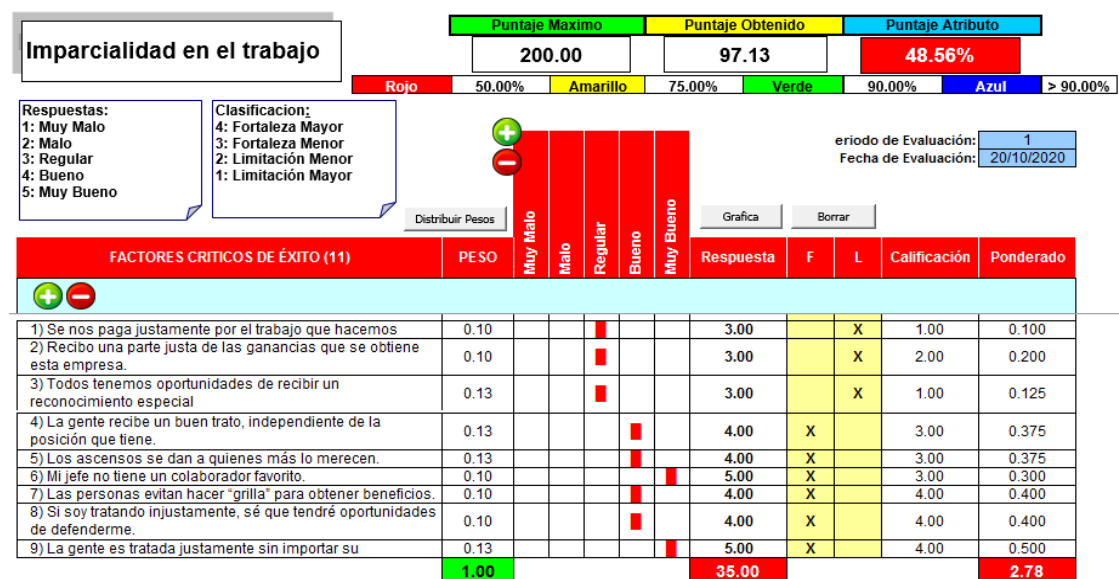 Imparcialidad en el trabajo
Puntaje Maximo Puntaje Obtenido Puntaje Atributo
200.00 97.13 48.56%
Rojo 50.00% Amarillo 75.00% Verde 90.00% Azul > 90.00%
Respuestas:
1: Muy Malo
2: Malo
3: Regular
4: Bueno
5: Muy Bueno
Clasificacion:
4: Fortaleza Mayor
3: Fortaleza Menor
2: Limitación Menor
1: Limitación Mayor
eriodo de Evaluación: 1
Fecha de Evaluación: 20/10/2020
Distribuir Pesos
Grafica
Borrar
FACTORES CRITICOS DE ÉXITO (11) PESO Muy Malo Malo Regular Bueno Muy Bueno Respuesta F L Calificación Ponderado
1) Se nos paga justamente por el trabajo que hacemos 0.10 3.00 X 1.00 0.100
2) Recibo una parte justa de las ganancias que se obtiene
esta empresa. 0.10 3.00 X 2.00 0.200
3) Todos tenemos oportunidades de recibir un
reconocimiento especial 0.13 3.00 X 1.00 0.125
4) La gente recibe un buen trato, independiente de la
posición que tiene. 0.13 4.00 X 3.00 0.375
5) Los ascensos se dan a quienes más lo merecen. 0.13 4.00 X 3.00 0.375
6) Mi jefe no tiene un colaborador favorito. 0.10 5.00 X 3.00 0.300
7) Las personas evitan hacer “grilla” para obtener beneficios. 0.10 4.00 X 4.00 0.400
8) Si soy tratando injustamente, sé que tendré oportunidades
de defenderme. 0.10 4.00 X 4.00 0.400
9) La gente es tratada justamente sin importar su 0.13 5.00 X 4.00 0.500
1.00 35.00 2.78